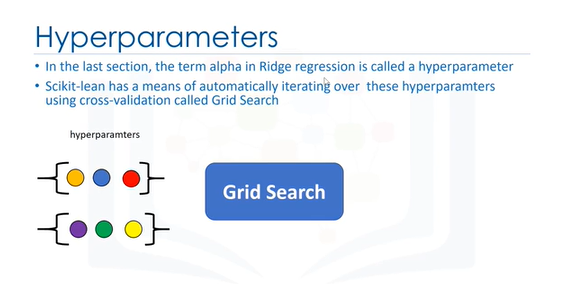 Hyperparameters
• In the last section, the term alpha in Ridge regression is called a hyperparameter
• Scikit-lean has a means of automatically iterating over these hyperparamters
using cross-validation called Grid Search
hyperparamters
Grid Search